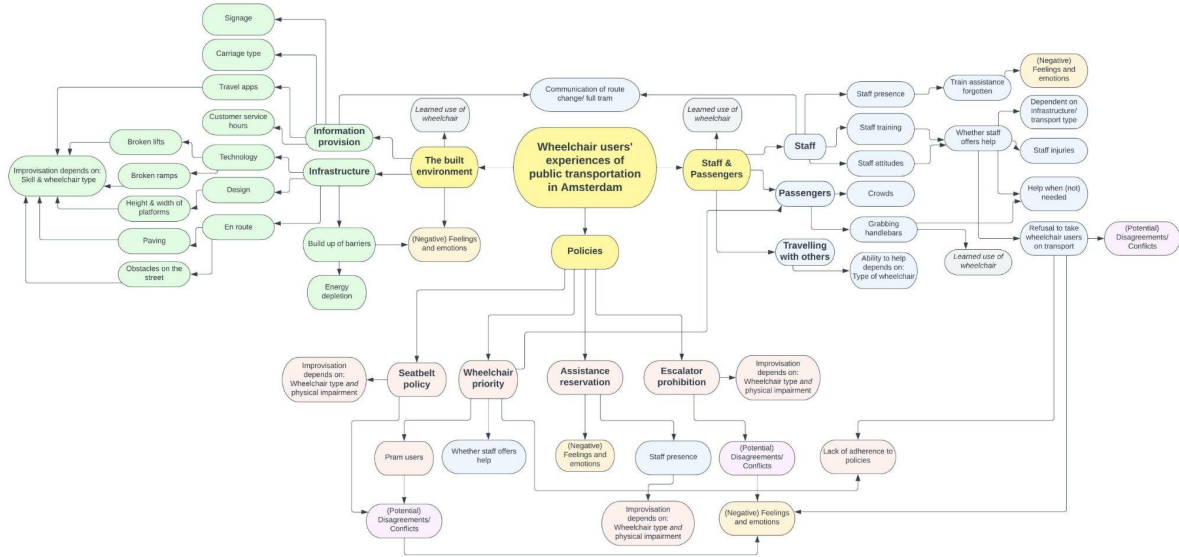 Signage
Carriage type
Travel apps
Customer service
hours
Broken lifts
Technology
Improvisation depends on:
Skill & wheelchair type
Broken ramps
Design
Height & width of
platforms
En route
Paving
Obstacles on the
street
Information
provision
Infrastructure
Build up of barriers
Energy
depletion
Learned use of
wheelchair
The built
environment
(Negative) Feelings
and emotions
Communication of route
change/ full tram
Wheelchair users'
experiences of
public transportation
in Amsterdam
Policies
Learned use of
wheelchair
Staff &
Passengers
Staff
Passengers
Travelling
with others
Staff presence
Staff training
Staff attitudes
Crowds
Grabbing
handlebars
Ability to help
depends on:
Type of wheelchair
Train assistance
forgotten
(Negative)
Feelings and
emotions
Whether staff
offers help
Dependent on
infrastructure/
transport type
Staff injuries
Help when (not)
needed
Refusal to take
wheelchair users
on transport
(Potential)
Disagreements/
Conflicts
Learned use of
wheelchair
Improvisation
depends on:
Wheelchair type and
physical impairment
Seatbelt
policy
Wheelchair
priority
Assistance
reservation
Escalator
prohibition
Improvisation
depends on:
Wheelchair type and
physical impairment
Pram users
Whether staff offers
help
(Negative)
Feelings and
emotions
Staff presence
(Potential)
Disagreements/
Conflicts
Lack of adherence to
policies
(Potential)
Disagreements/
Conflicts
Improvisation
depends on:
Wheelchair type and
physical impairment
(Negative) Feelings
and emotions